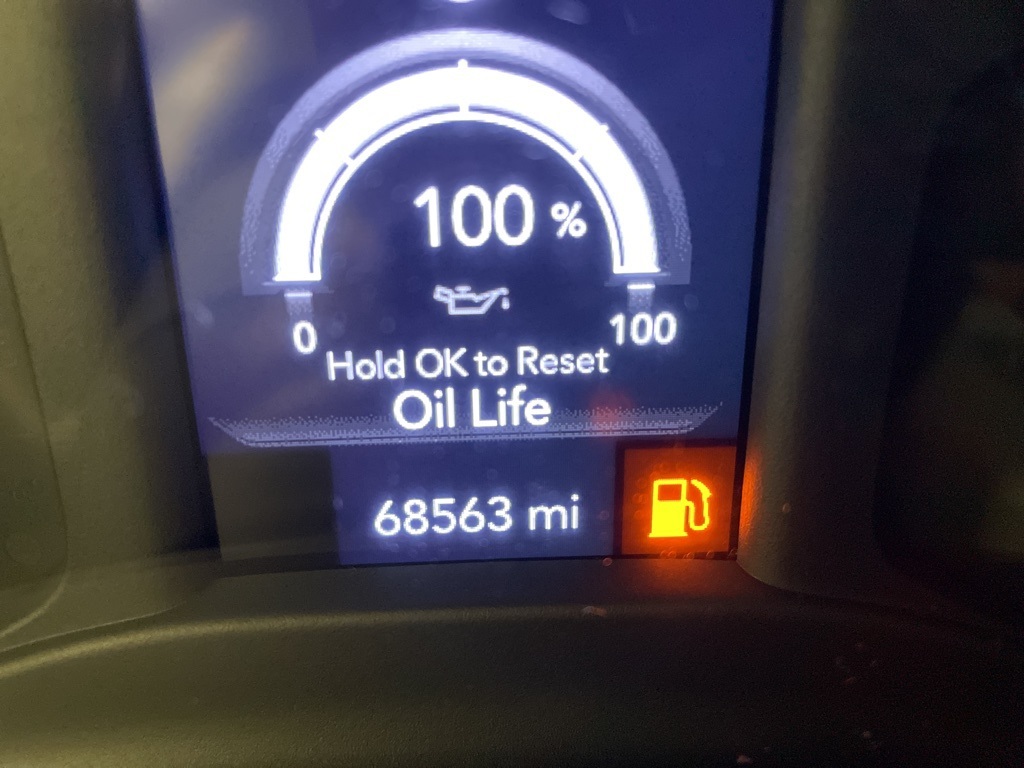 100 %
0 100
Hold OK to Reset
Oil Life
68563 mi